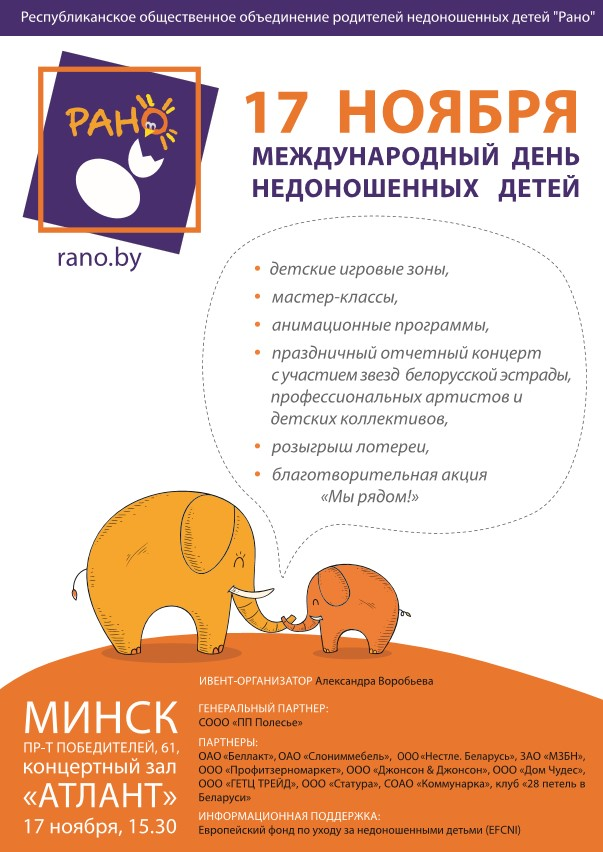 Республиканское общественное объединение родителей недоношенных детей "Рано"
РАНО
rano.by
17 НОЯБРЯ
МЕЖДУНАРОДНЫЙ ДЕНЬ
НЕДОНОШЕННЫХ ДЕТЕЙ
• детские игровые зоны,
• мастер-классы,
• анимационные программы,
• праздничный отчетный концерт
с участием звезд белорусской эстрады,
профессиональных артистов и
детских коллективов,
• розыгрыш лотереи,
• благотворительная акция
«Мы рядом!»
МИНСК
ПР-Т ПОБЕДИТЕЛЕЙ, 61,
концертный зал
«АТЛАНТ»
17 ноября, 15.30
ИВЕНТ-ОРГАНИЗАТОР Александра Воробьева
ГЕНЕРАЛЬНЫЙ ПАРТНЕР:
СООО «ПП Полесье»
ПАРТНЕРЫ:
ОАО «Беллакт», ОАО «Слониммебель», ООО «Нестле. Беларусь», ЗАО «МЗБН»,
ООО «Профитзерномаркет», ООО «Джонсон & Джонсон», ООО «Дом Чудес»,
ООО «ГЕТЦ ТРЕЙД», ООО «Статура», СОАО «Коммунарка», клуб «28 петель в
Беларуси»
ИНФОРМАЦИОННАЯ ПОДДЕРЖКА:
Европейский фонд по уходу за недоношенными детьми (EFCNI)